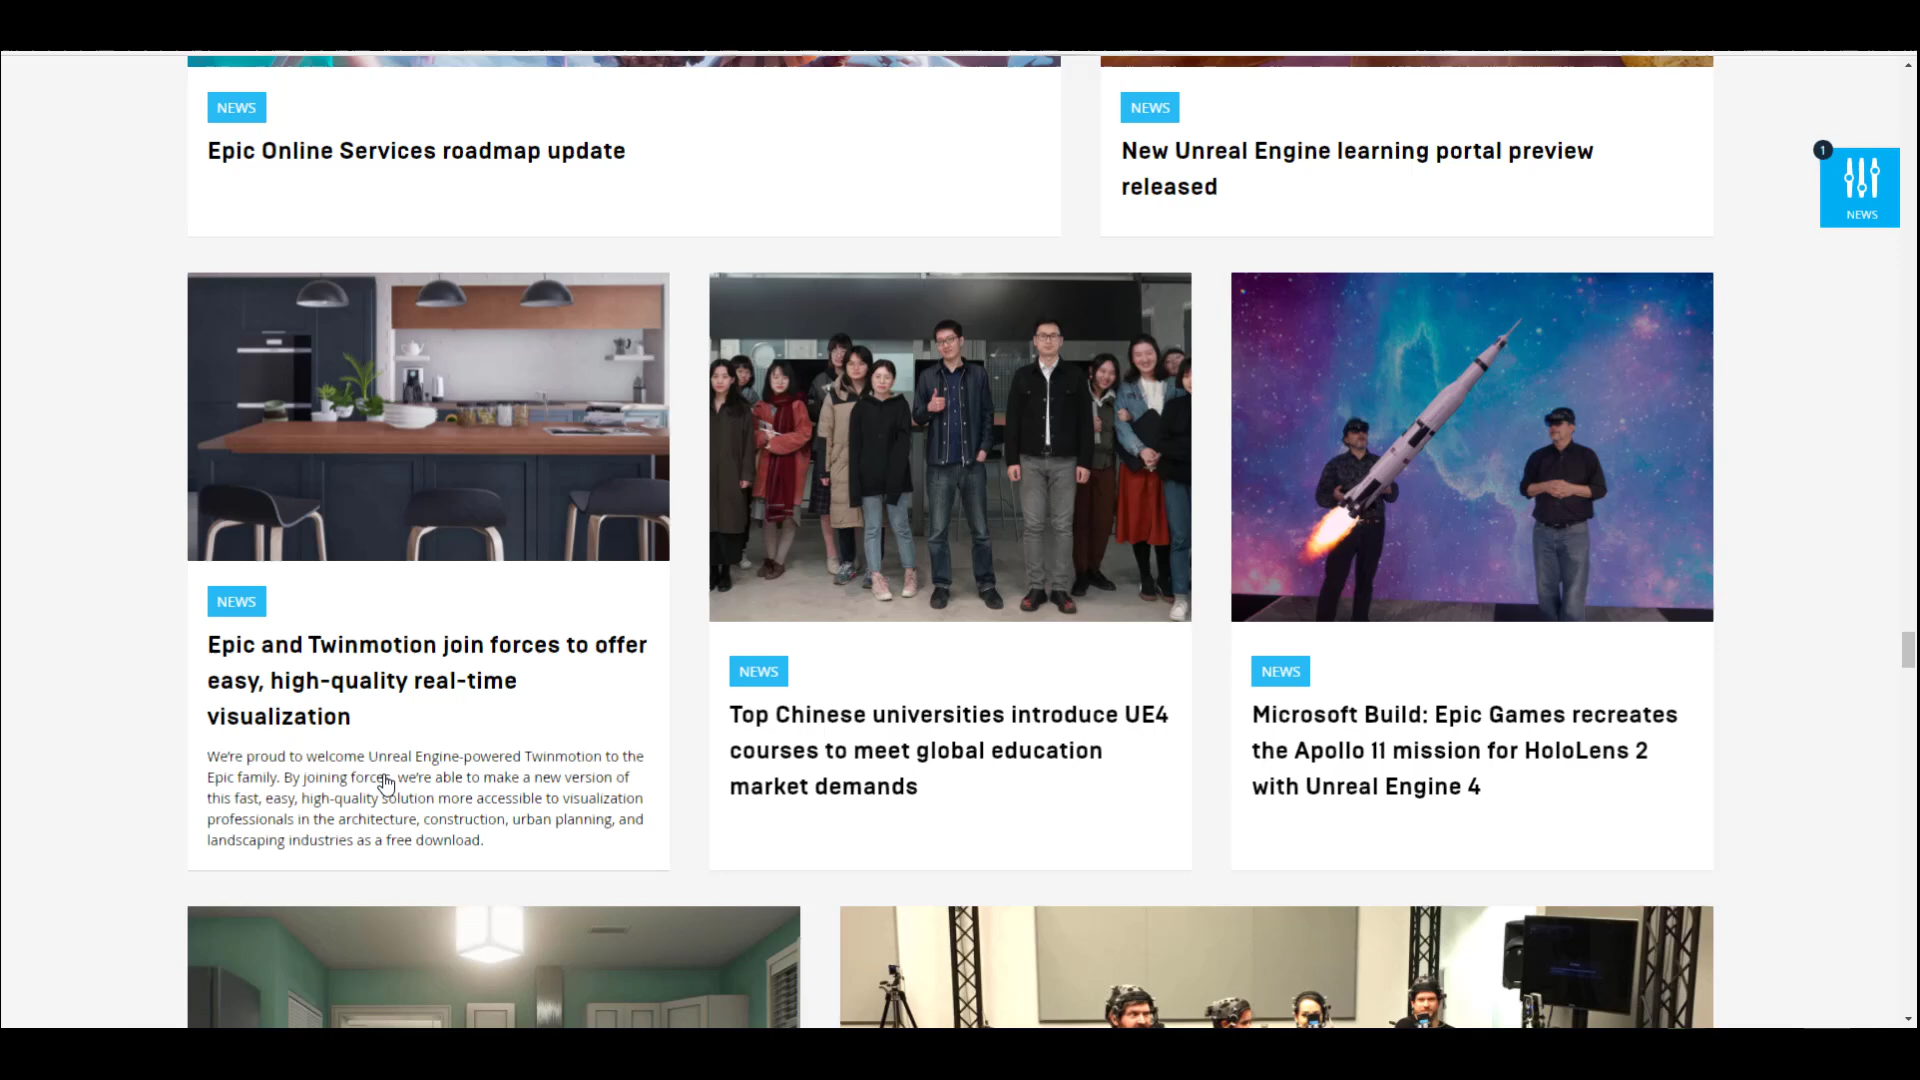 NEWS
Epic Online Services roadmap update
NEWS
New Unreal Engine learning portal preview
released
1
NEWS
NEWS
Epic and Twinmotion join forces to offer
easy, high-quality real-time
visualization
We're proud to welcome Unreal Engine-powered Twinmotion to the
Epic family. By joining forces, we're able to make a new version of
this fast, easy, high-quality solution more accessible to visualization
professionals in the architecture, construction, urban planning, and
landscaping industries as a free download.
NEWS
Top Chinese universities introduce UE4
courses to meet global education
market demands
NEWS
Microsoft Build: Epic Games recreates
the Apollo 11 mission for HoloLens 2
with Unreal Engine 4